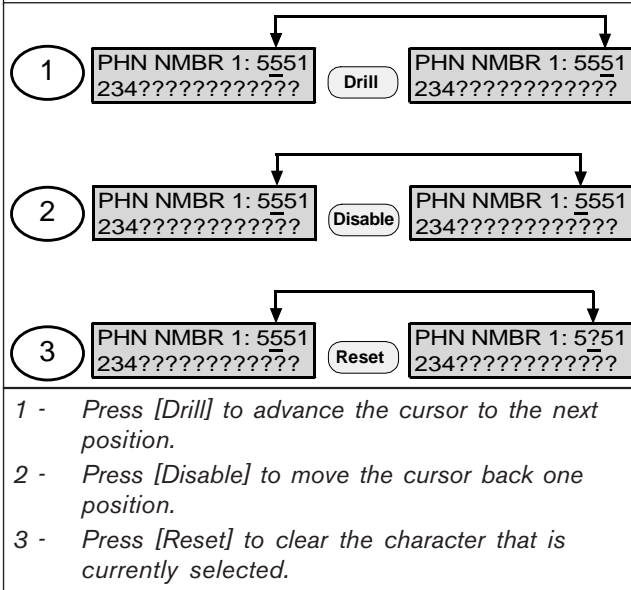 1
PHN NMBR 1: 5551
234????????????
Drill
PHN NMBR 1: 5551
234????????????
2
PHN NMBR 1: 5551
234????????????
Disable
PHN NMBR 1: 5551
234????????????
3
PHN NMBR 1: 5551
234????????????
Reset
PHN NMBR 1: 5?51
234????????????
1 - Press [Drill] to advance the cursor to the next
position.
2 - Press [Disable] to move the cursor back one
position.
3 - Press [Reset] to clear the character that is
currently selected.